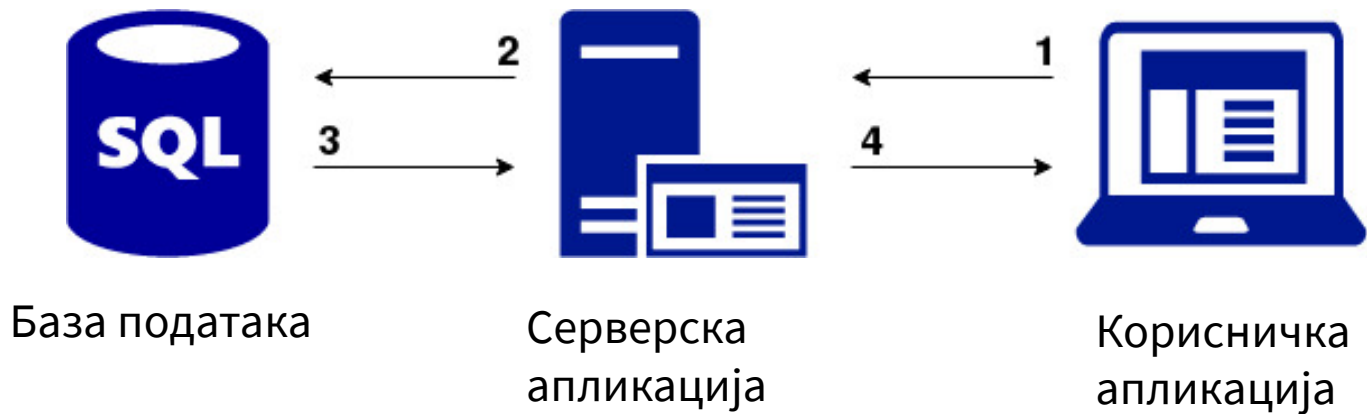 2
1
SQL
3
4
База података
Серверска
апликација
Корисничка
апликација